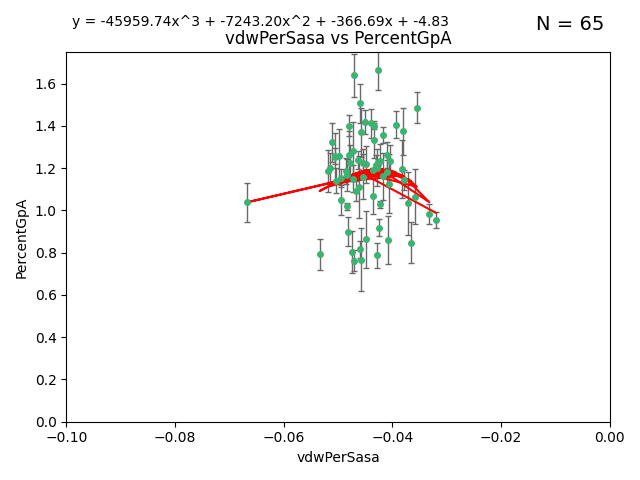 y = -45959.74x^3 + -7243.20x^2 + -366.69x + -4.83
N = 65
vdwPerSasa vs PercentGpA
1.6
1.4
1.2
1.0
0.8
0.6
0.4
0.2
0.0
PercentGpA
−0.10 −0.08 −0.06 −0.04 −0.02 0.00
vdwPerSasa